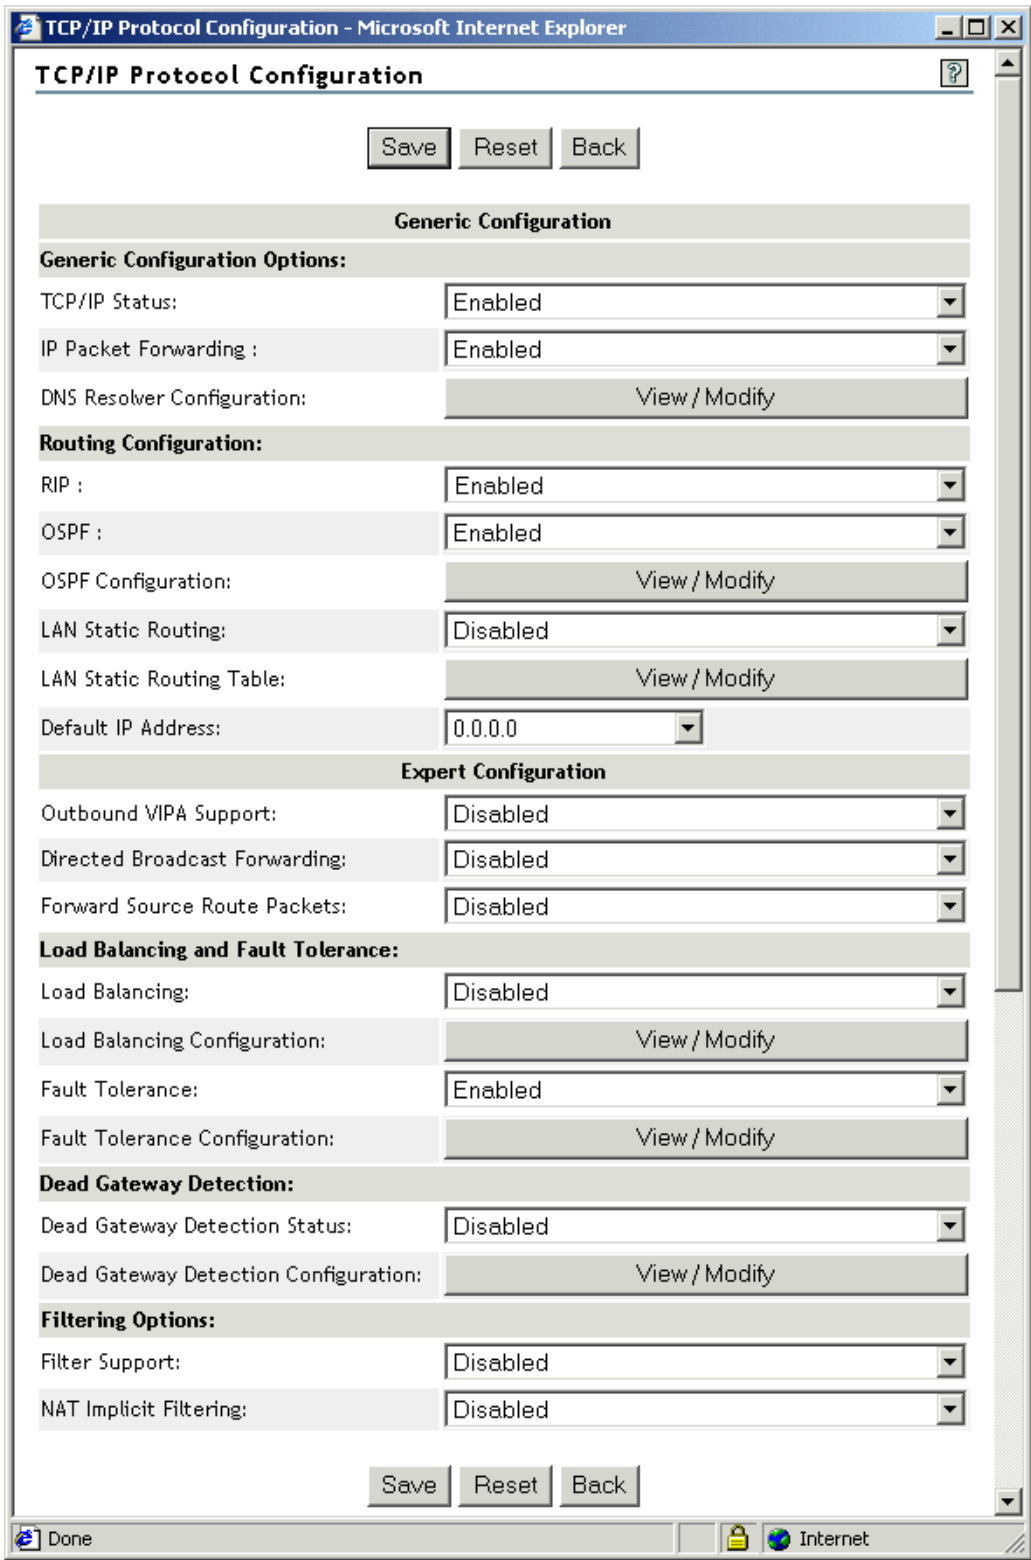 TCP/IP Protocol Configuration - Microsoft Internet Explorer
TCP/IP Protocol Configuration
?
Save Reset Back
Generic Configuration
Generic Configuration Options:
TCP/IP Status: Enabled
IP Packet Forwarding : Enabled
DNS Resolver Configuration: View / Modify
Routing Configuration:
RIP : Enabled
OSPF : Enabled
OSPF Configuration: View / Modify
LAN Static Routing: Disabled
LAN Static Routing Table: View / Modify
Default IP Address: 0.0.0.0
Expert Configuration
Outbound VIPA Support: Disabled
Directed Broadcast Forwarding: Disabled
Forward Source Route Packets: Disabled
Load Balancing and Fault Tolerance:
Load Balancing: Disabled
Load Balancing Configuration: View / Modify
Fault Tolerance: Enabled
Fault Tolerance Configuration: View / Modify
Dead Gateway Detection:
Dead Gateway Detection Status: Disabled
Dead Gateway Detection Configuration: View / Modify
Filtering Options:
Filter Support: Disabled
NAT Implicit Filtering: Disabled
Save Reset Back
Done Internet